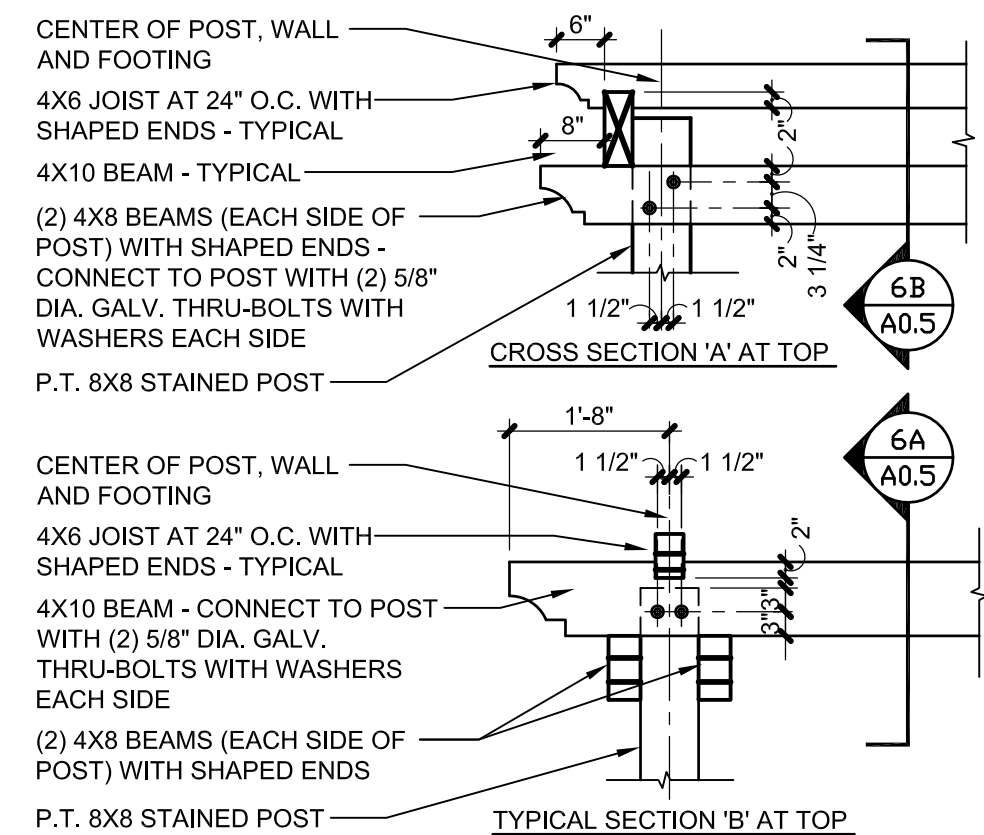 CENTER OF POST, WALL
AND FOOTING
4X6 JOIST AT 24" O.C. WITH
SHAPED ENDS - TYPICAL
4X10 BEAM - TYPICAL
(2) 4X8 BEAMS (EACH SIDE OF
POST) WITH SHAPED ENDS -
CONNECT TO POST WITH (2) 5/8"
DIA. GALV. THRU-BOLTS WITH
WASHERS EACH SIDE
P.T. 8X8 STAINED POST
6"
8"
2"
2"
3 1/4"
1 1/2"
1 1/2"
6B
A0.5
CROSS SECTION 'A' AT TOP
CENTER OF POST, WALL
AND FOOTING
4X6 JOIST AT 24" O.C. WITH
SHAPED ENDS - TYPICAL
4X10 BEAM - CONNECT TO POST
WITH (2) 5/8" DIA. GALV.
THRU-BOLTS WITH WASHERS
EACH SIDE
(2) 4X8 BEAMS (EACH SIDE OF
POST) WITH SHAPED ENDS
P.T. 8X8 STAINED POST
1'-8"
1 1/2"
1 1/2"
2"
3"
3"
6A
A0.5
TYPICAL SECTION 'B' AT TOP